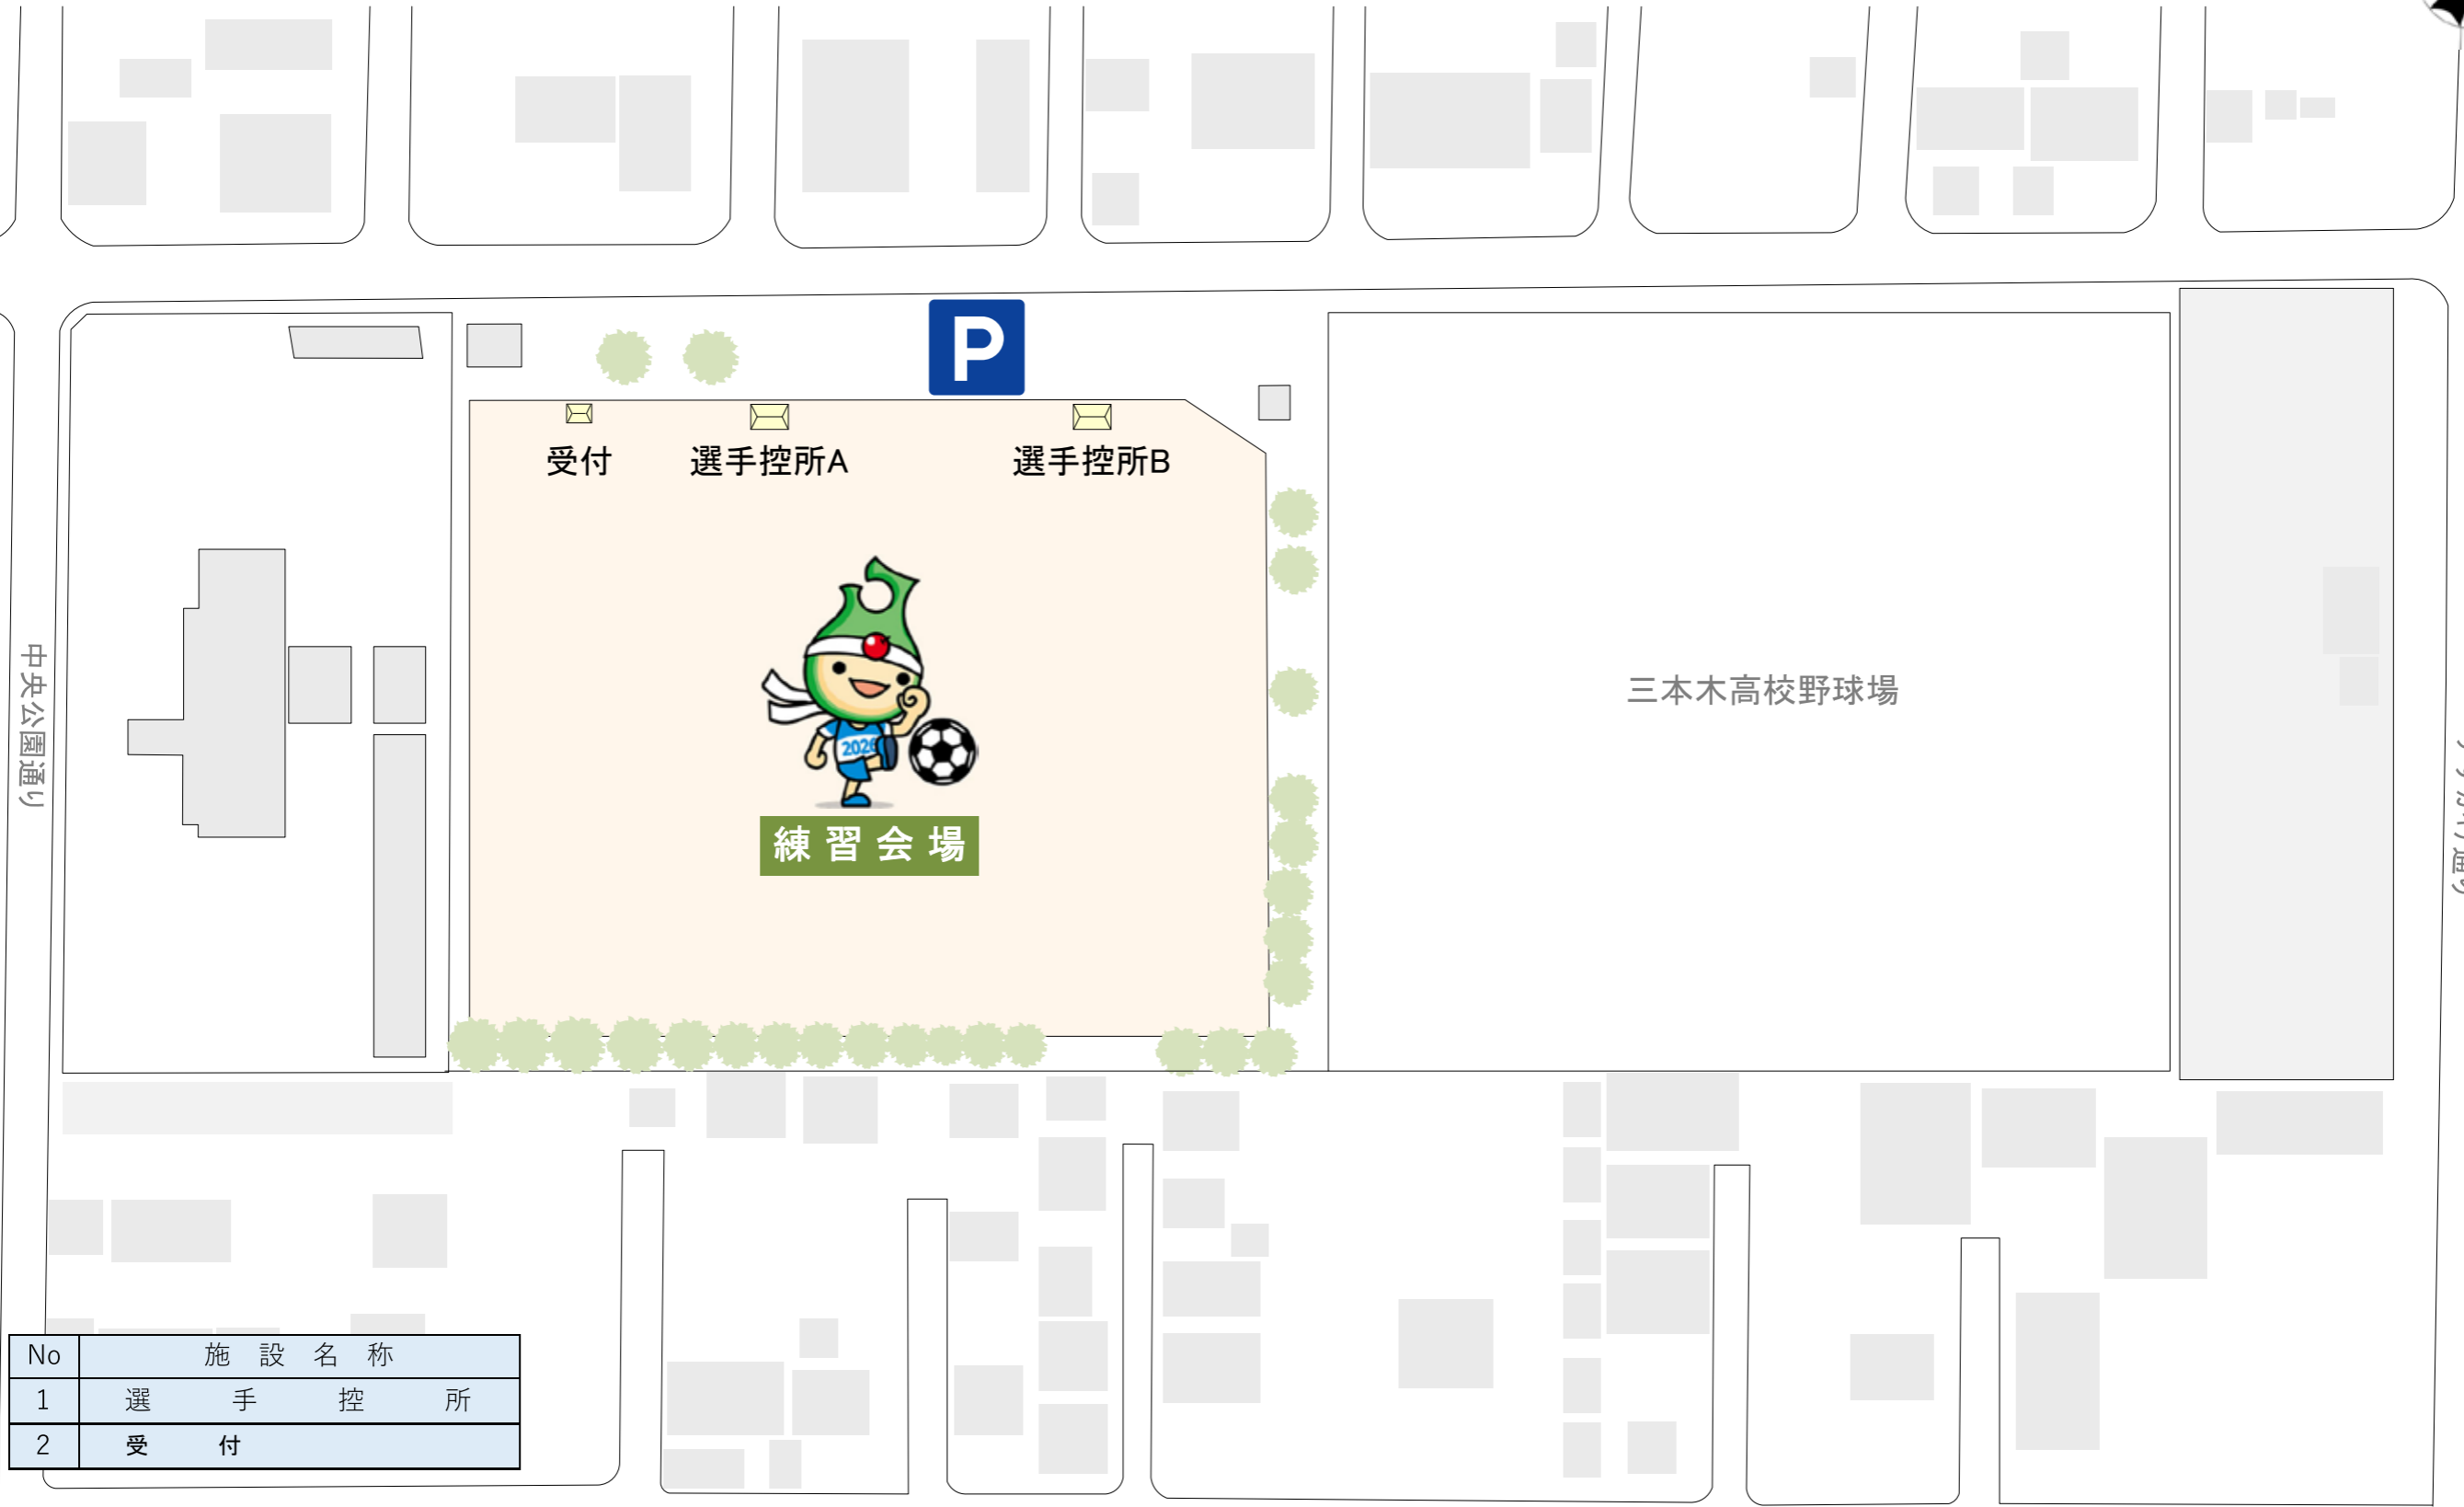 P
受付
選手控所A
選手控所B
2026
練習会場
三本木高校野球場
中央公園通り
No 施設名称
1 選手控所
2 受付